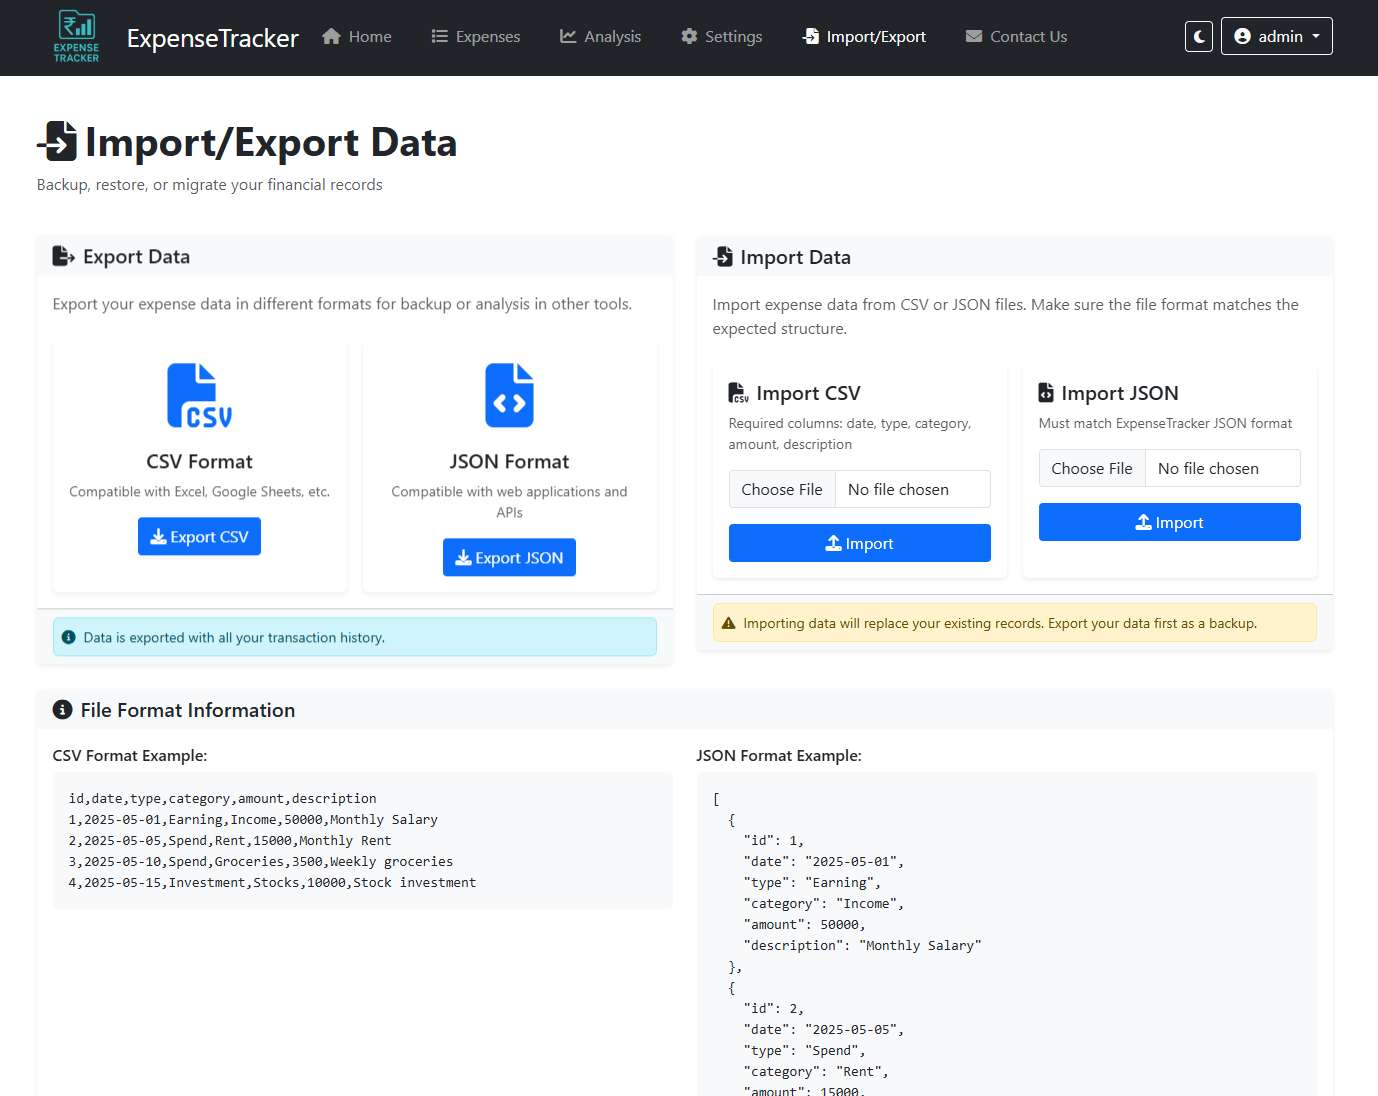 EXPENSE
TRACKER
ExpenseTracker
Home
Expenses
Analysis
Settings
Import/Export
Contact Us
admin
Import/Export Data
Backup, restore, or migrate your financial records
Export Data
Export your expense data in different formats for backup or analysis in other tools.
CSV
CSV Format
Compatible with Excel, Google Sheets, etc.
Export CSV
JSON Format
Compatible with web applications and
APIs
Export JSON
Data is exported with all your transaction history.
Import Data
Import expense data from CSV or JSON files. Make sure the file format matches the
expected structure.
CSV
Import CSV
Required columns: date, type, category,
amount, description
Choose File No file chosen
Import
Import JSON
Must match ExpenseTracker JSON format
Choose File No file chosen
Import
Importing data will replace your existing records. Export your data first as a backup.
File Format Information
CSV Format Example:
id,date,type,category,amount,description
1,2025-05-01,Earning,Income,50000,Monthly Salary
2,2025-05-05,Spend,Rent,15000,Monthly Rent
3,2025-05-10,Spend,Groceries,3500,Weekly groceries
4,2025-05-15,Investment,Stocks,10000,Stock investment
JSON Format Example:
[
{
"id": 1,
"date": "2025-05-01",
"type": "Earning",
"category": "Income",
"amount": 50000,
"description": "Monthly Salary"
},
{
"id": 2,
"date": "2025-05-05",
"type": "Spend",
"category": "Rent",
"amount": 15000,